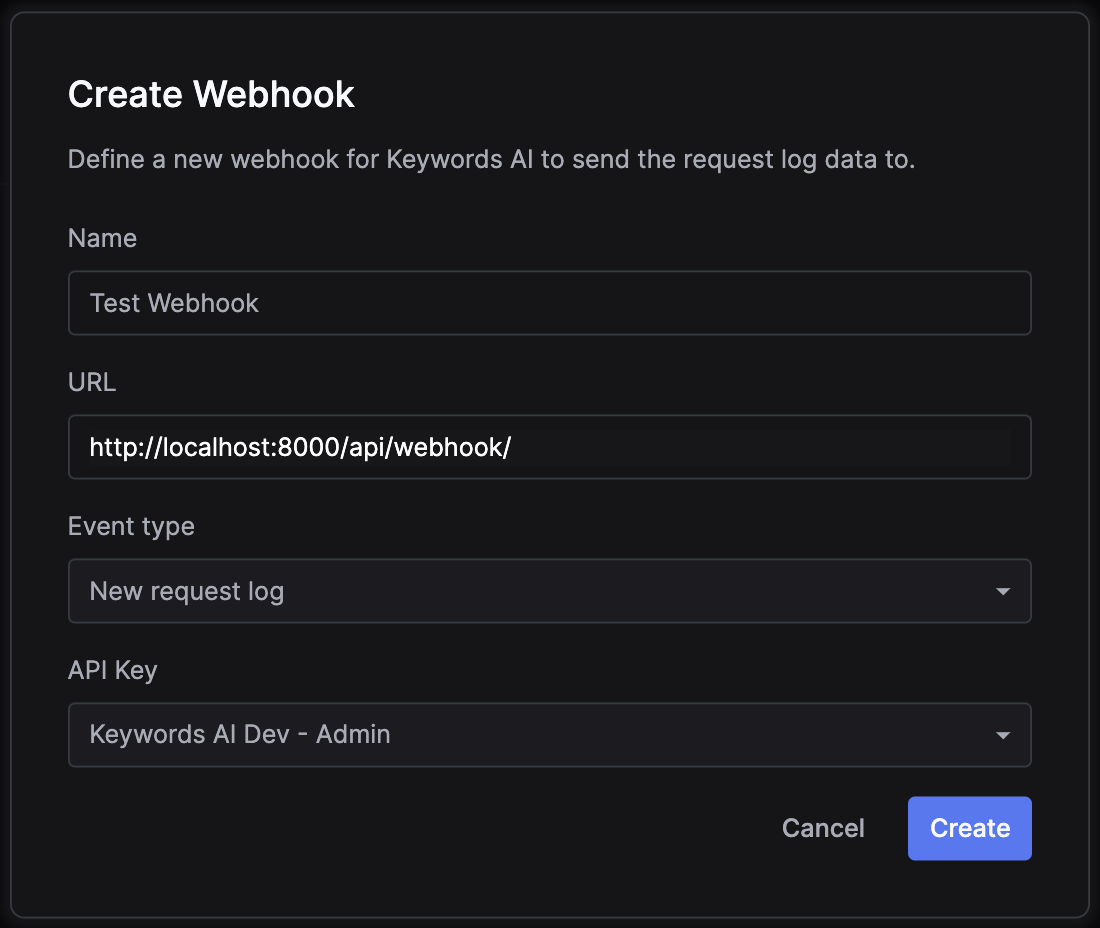 Create Webhook
Define a new webhook for Keywords AI to send the request log data to.
Name
Test Webhook
URL
http://localhost:8000/api/webhook/
Event type
New request log
API Key
Keywords AI Dev - Admin
Cancel
Create